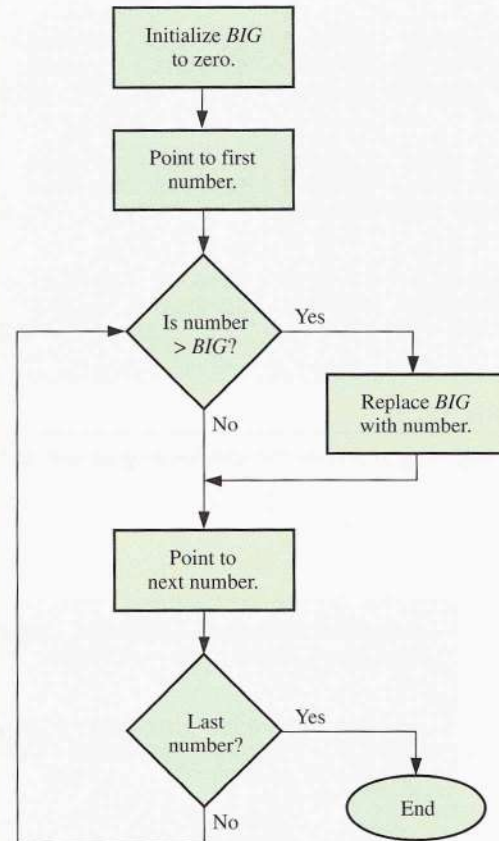 Initialize BIG
to zero.
Point to first
number.
Is number
> BIG?
Yes
Replace BIG
with number.
No
Point to
next number.
Last
number?
Yes
End
No